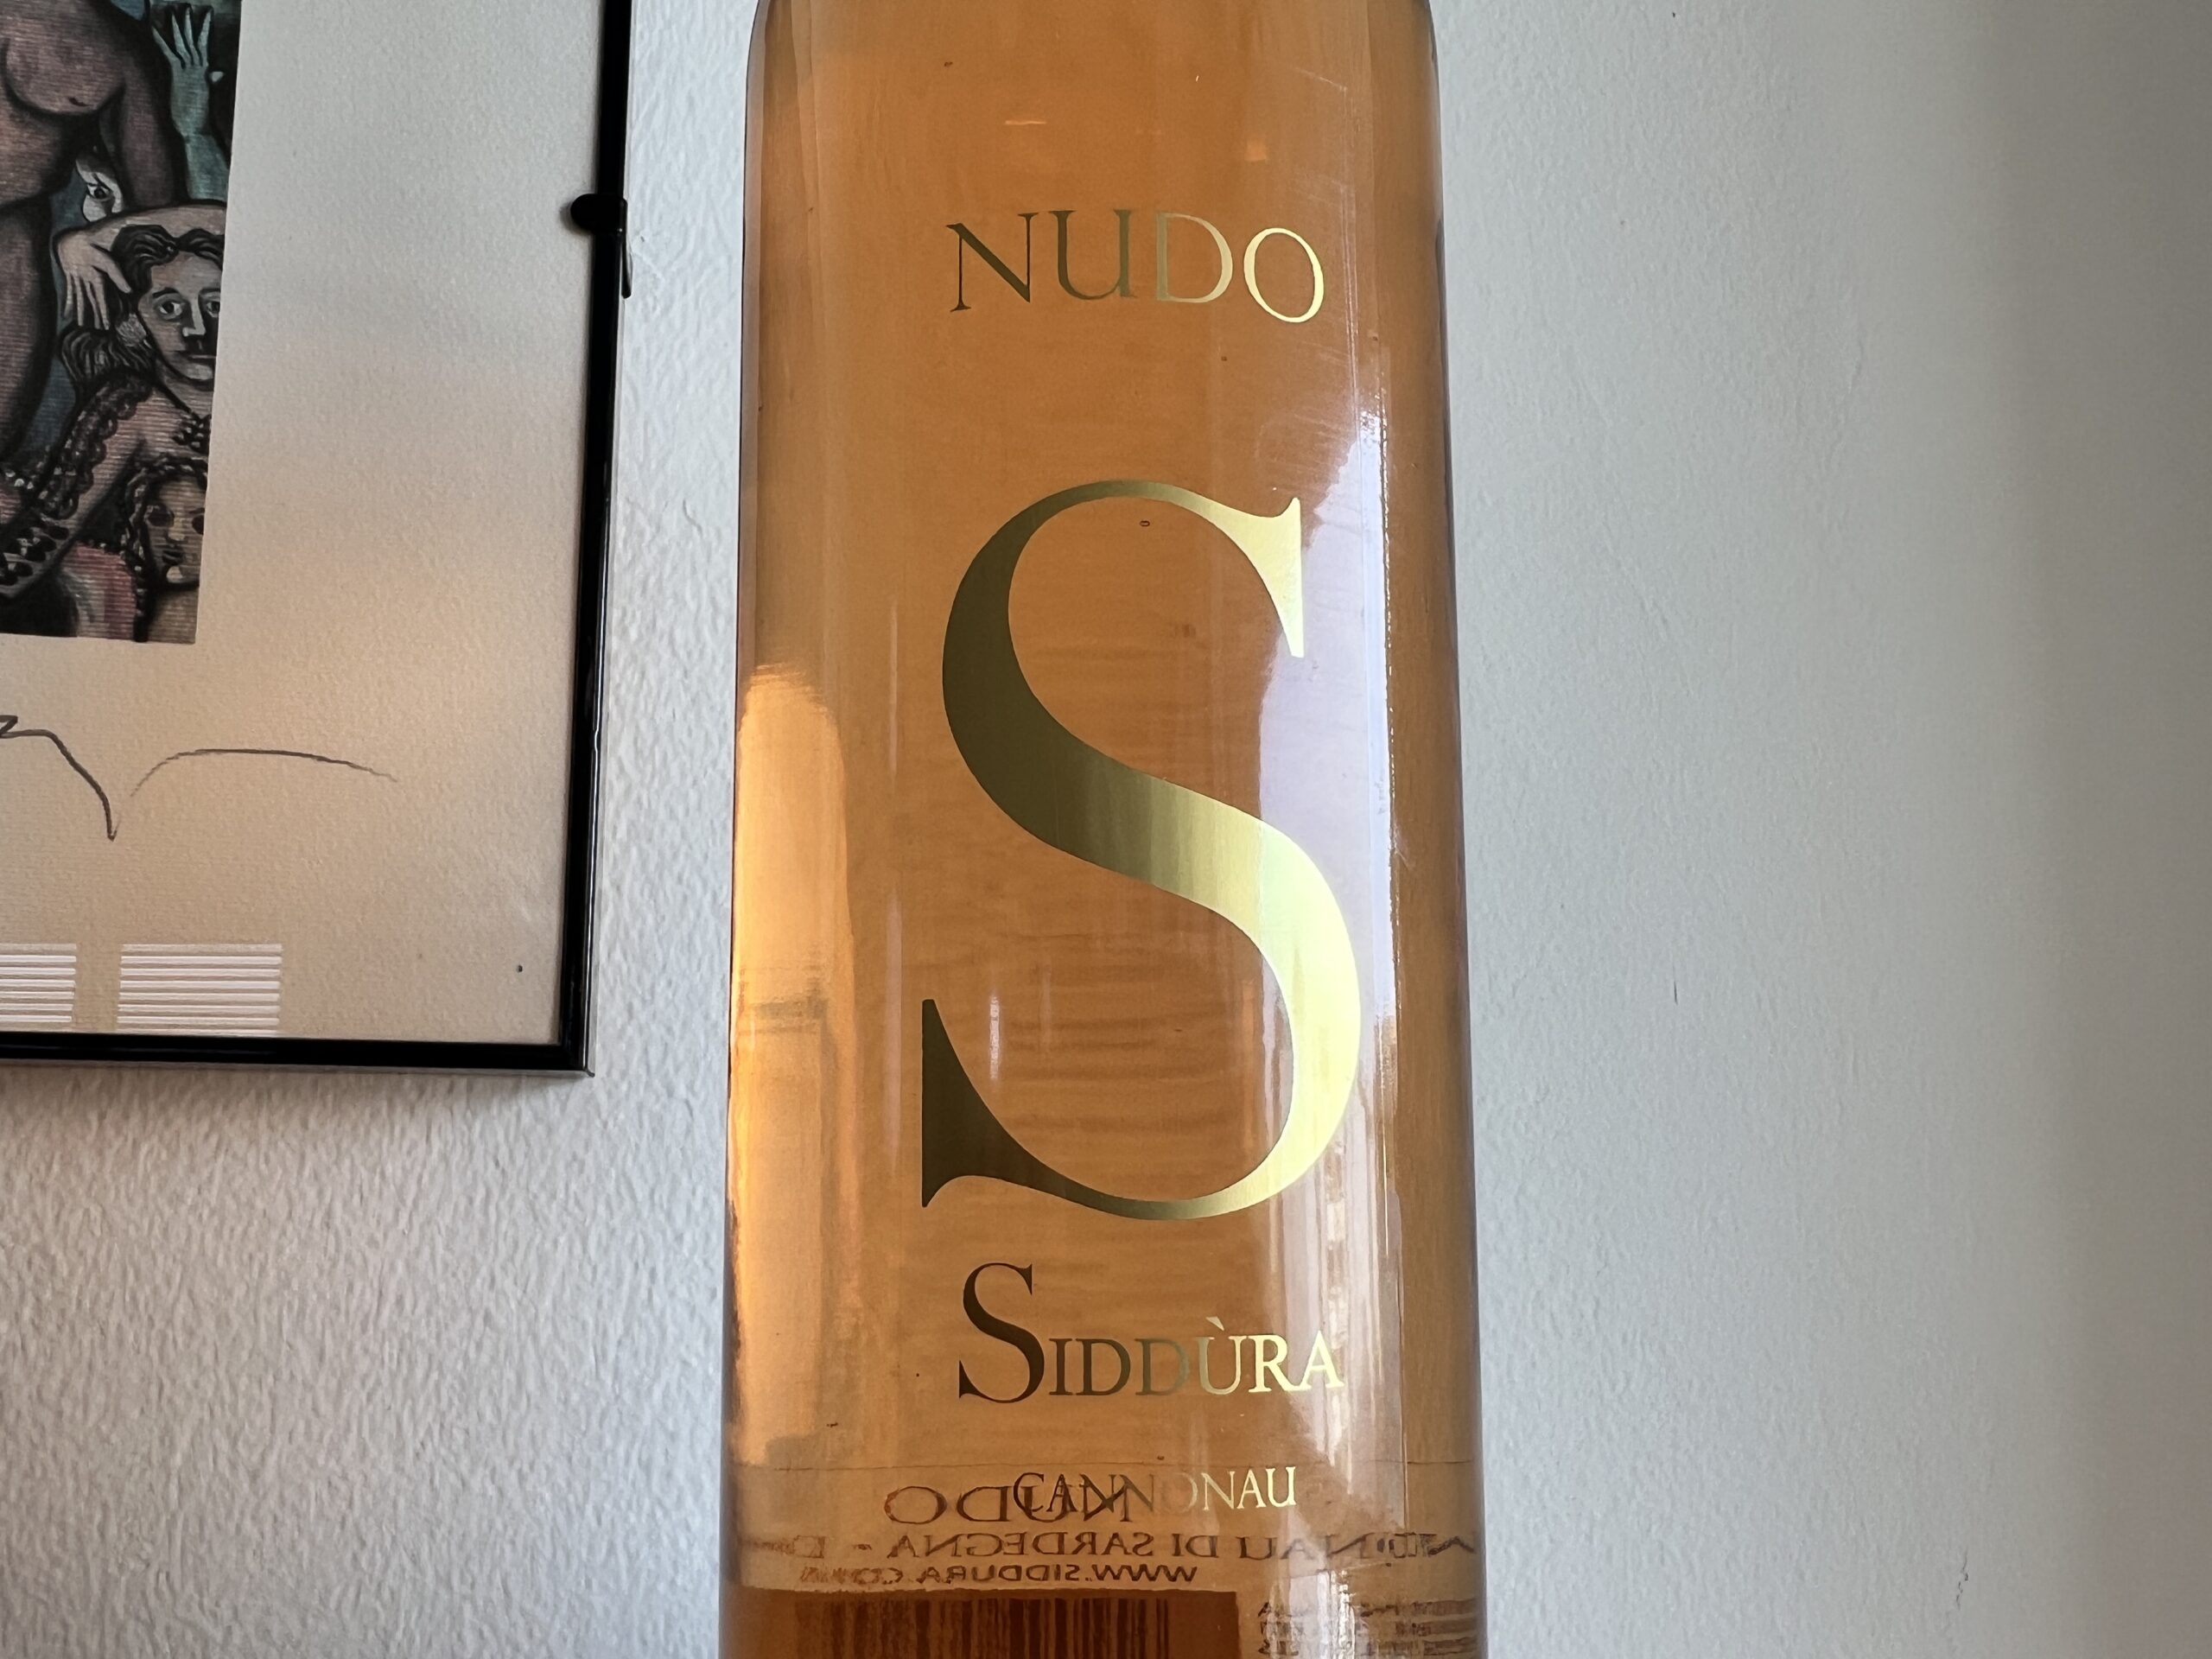 NUDO
S
SIDDÙRA
CANNONAU
NUDO
NAU DI SARDEGNA - D
WWW.SIDDURA.COM